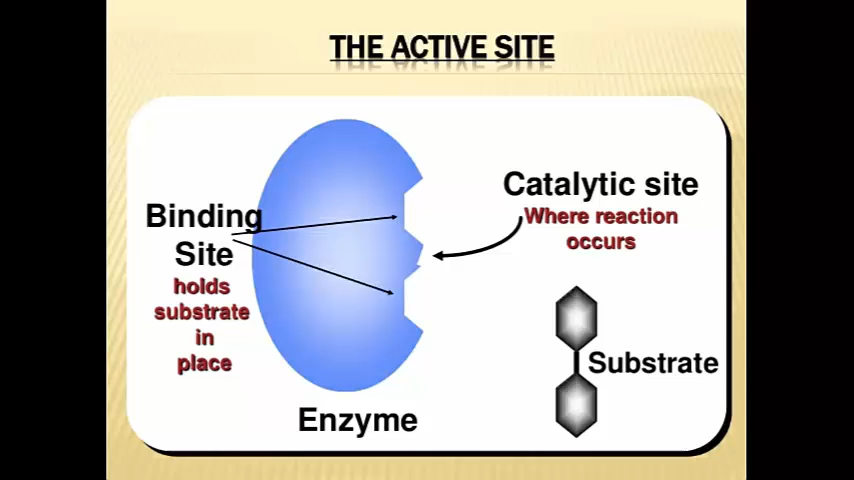 THE ACTIVE SITE
Binding
Site
holds
substrate
in
place
Catalytic site
Where reaction
occurs
Substrate
Enzyme